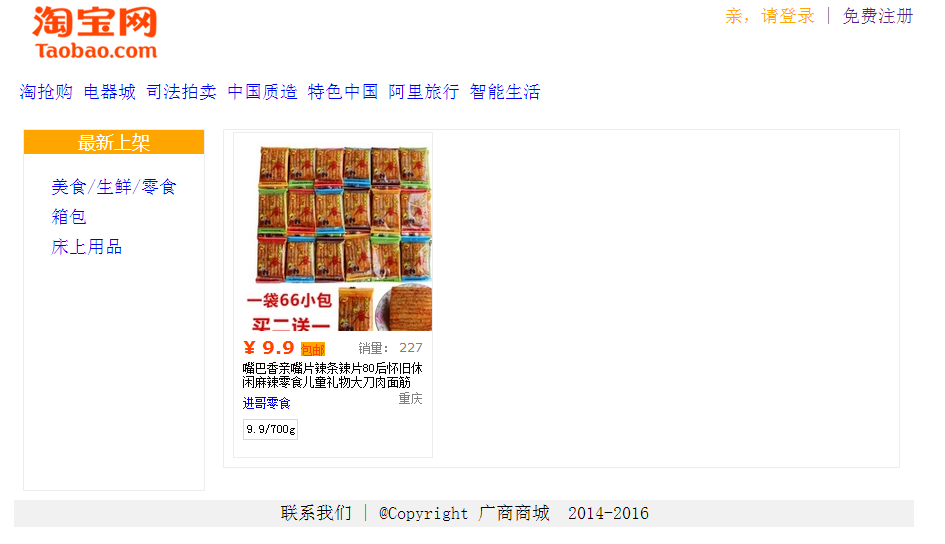 淘宝网
Taobao.com
亲，请登录 | 免费注册
淘抢购 电器城 司法拍卖 中国质造 特色中国 阿里旅行 智能生活
最新上架
美食/生鲜/零食
箱包
床上用品
一袋66小包
买二送一
¥ 9.9 包邮 销量： 227
嘴巴香亲嘴片辣条辣片80后怀旧休
闲麻辣零食儿童礼物大刀肉面筋
进哥零食 重庆
9.9/700g
联系我们 | @Copyright 广商商城 2014-2016